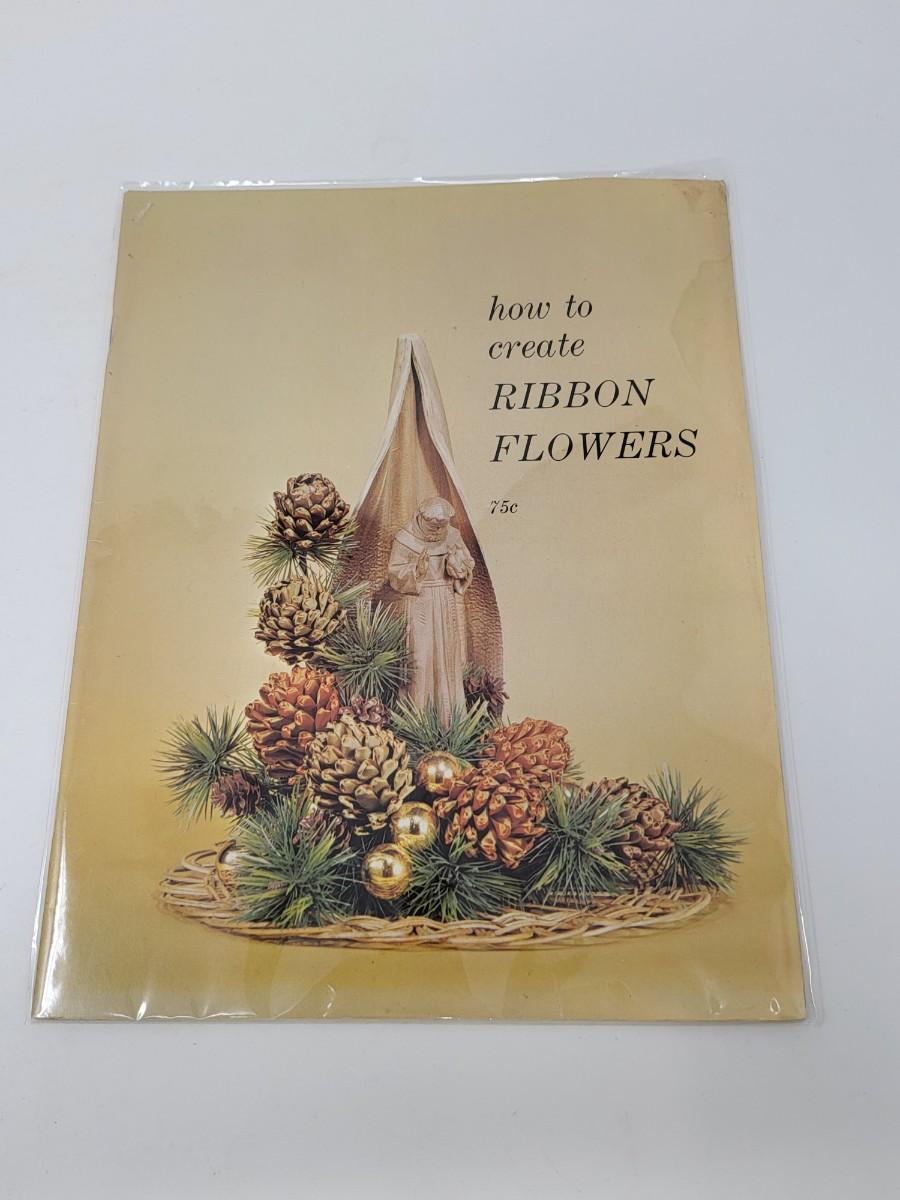 how to
create
RIBBON
FLOWERS
75c